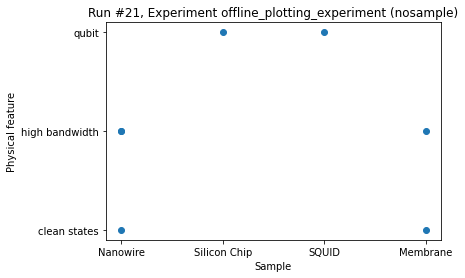 Run #21, Experiment offline_plotting_experiment (nosample)
qubit
high bandwidth
clean states
Physical feature
Nanowire Silicon Chip SQUID Membrane
Sample